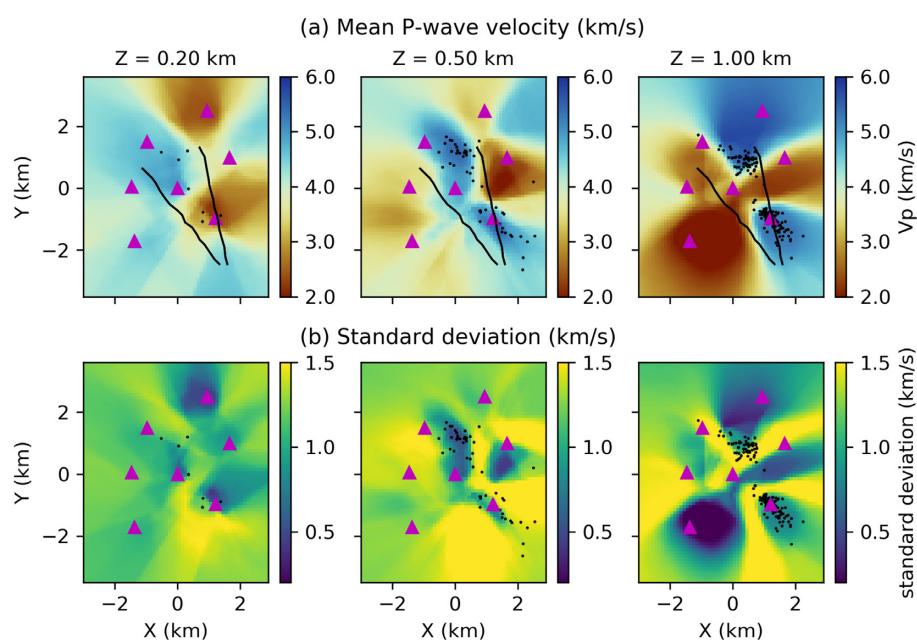 (a) Mean P-wave velocity (km/s)
Z = 0.20 km
Z = 0.50 km
Z = 1.00 km
Y (km)
2
0
−2
6.0
5.0
4.0
3.0
2.0
6.0
5.0
4.0
3.0
2.0
6.0
5.0
4.0
3.0
2.0
Vp (km/s)
(b) Standard deviation (km/s)
Y (km)
2
0
−2
1.5
1.0
0.5
1.5
1.0
0.5
1.5
1.0
0.5
standard deviation (km/s)
−2 0 2
−2 0 2
−2 0 2
X (km)
X (km)
X (km)